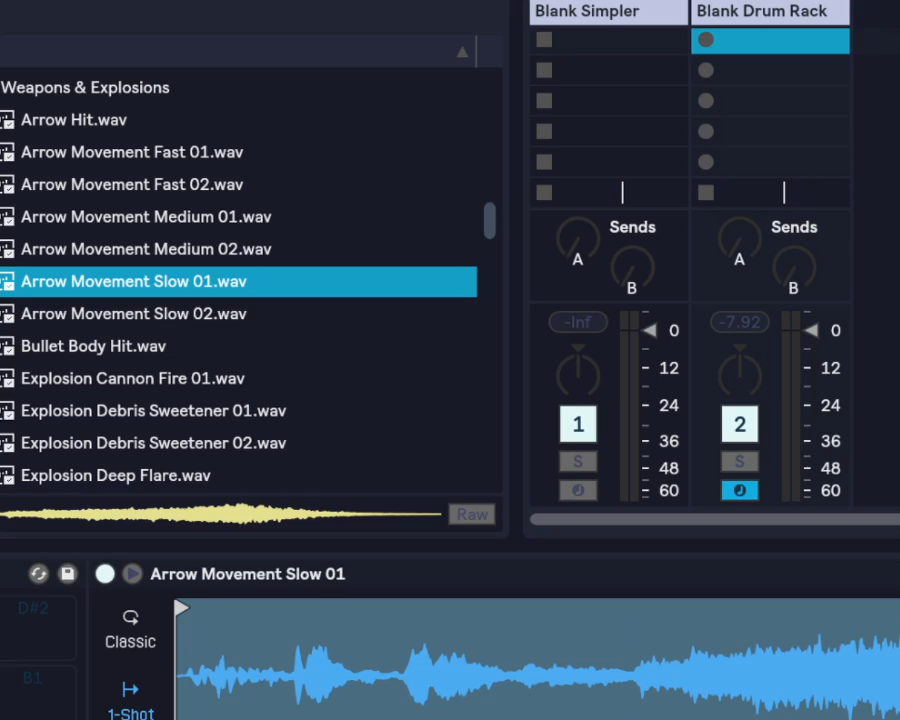 Blank Simpler
Blank Drum Rack
Weapons & Explosions
Arrow Hit.wav
Arrow Movement Fast 01.wav
Arrow Movement Fast 02.wav
Arrow Movement Medium 01.wav
Arrow Movement Medium 02.wav
Arrow Movement Slow 01.wav
Arrow Movement Slow 02.wav
Bullet Body Hit.wav
Explosion Cannon Fire 01.wav
Explosion Debris Sweetener 01.wav
Explosion Debris Sweetener 02.wav
Explosion Deep Flare.wav
Raw
Sends
A
B
-Inf
0
12
24
36
48
60
1
S
Sends
A
B
-7.92
0
12
24
36
48
60
2
S
Arrow Movement Slow 01
D#2
B1
Classic
1-Shot